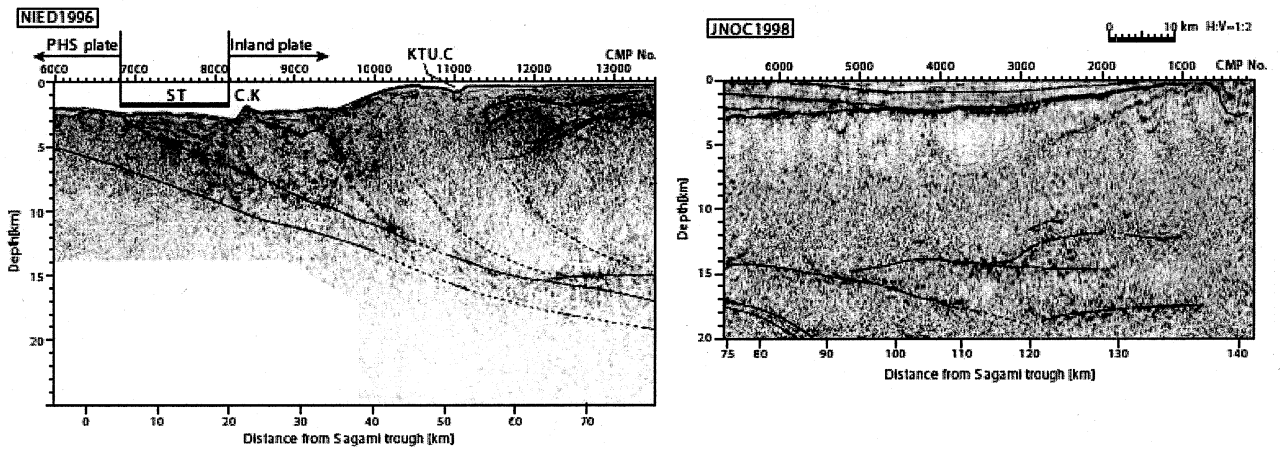 NIED1996
PHS plate
Inland plate
KTU.C
CMP No.
6000 7000 8000 9000 10000 11000 12000 13000
ST
C.K
0
5
10
15
20
Depth[km]
0 10 20 30 40 50 60 70
Distance from Sagami trough [km]
JNOC1998
0 10 km H:V=1:2
6000 5000 4000 3000 2000 1000 CMP No.
0
5
10
15
20
Depth[km]
75 80 90 100 110 120 130 140
Distance from Sagami trough [km]